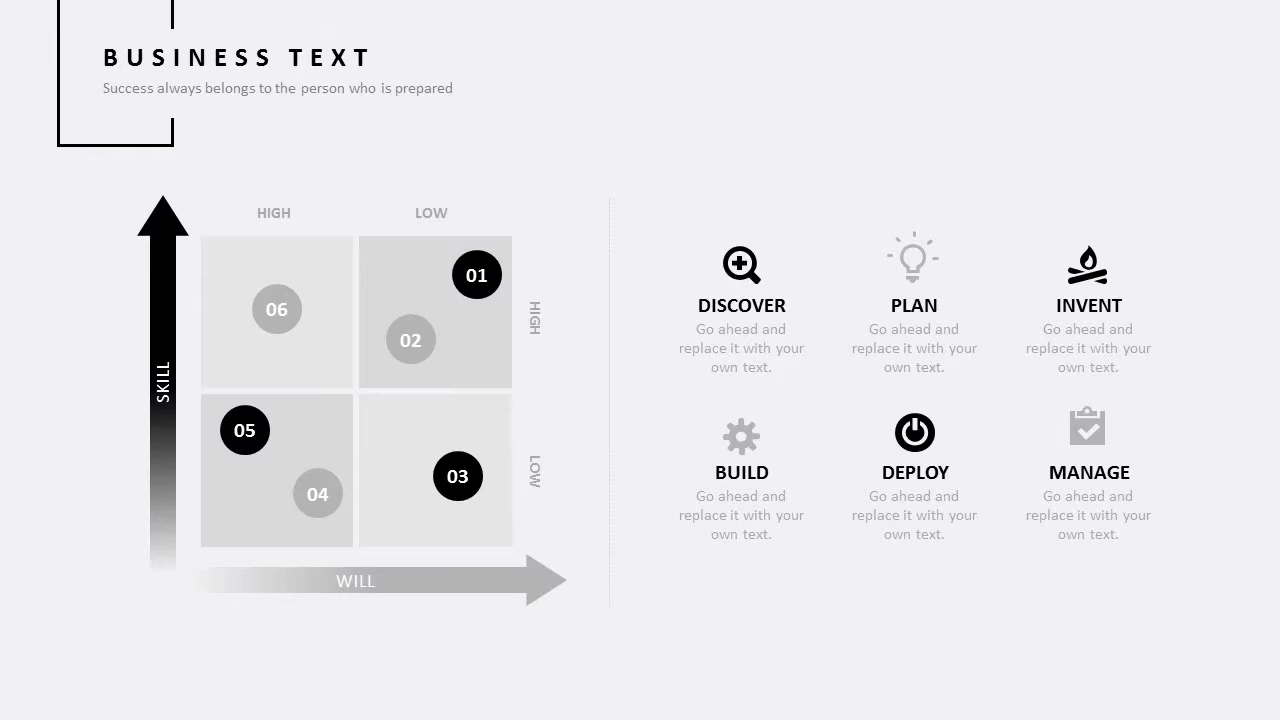 BUSINESS TEXT
Success always belongs to the person who is prepared
HIGH
LOW
01
06
02
HIGH
SKILL
05
03
04
LOW
WILL
DISCOVER
Go ahead and
replace it with your
own text.
PLAN
Go ahead and
replace it with your
own text.
INVENT
Go ahead and
replace it with your
own text.
BUILD
Go ahead and
replace it with your
own text.
DEPLOY
Go ahead and
replace it with your
own text.
MANAGE
Go ahead and
replace it with your
own text.